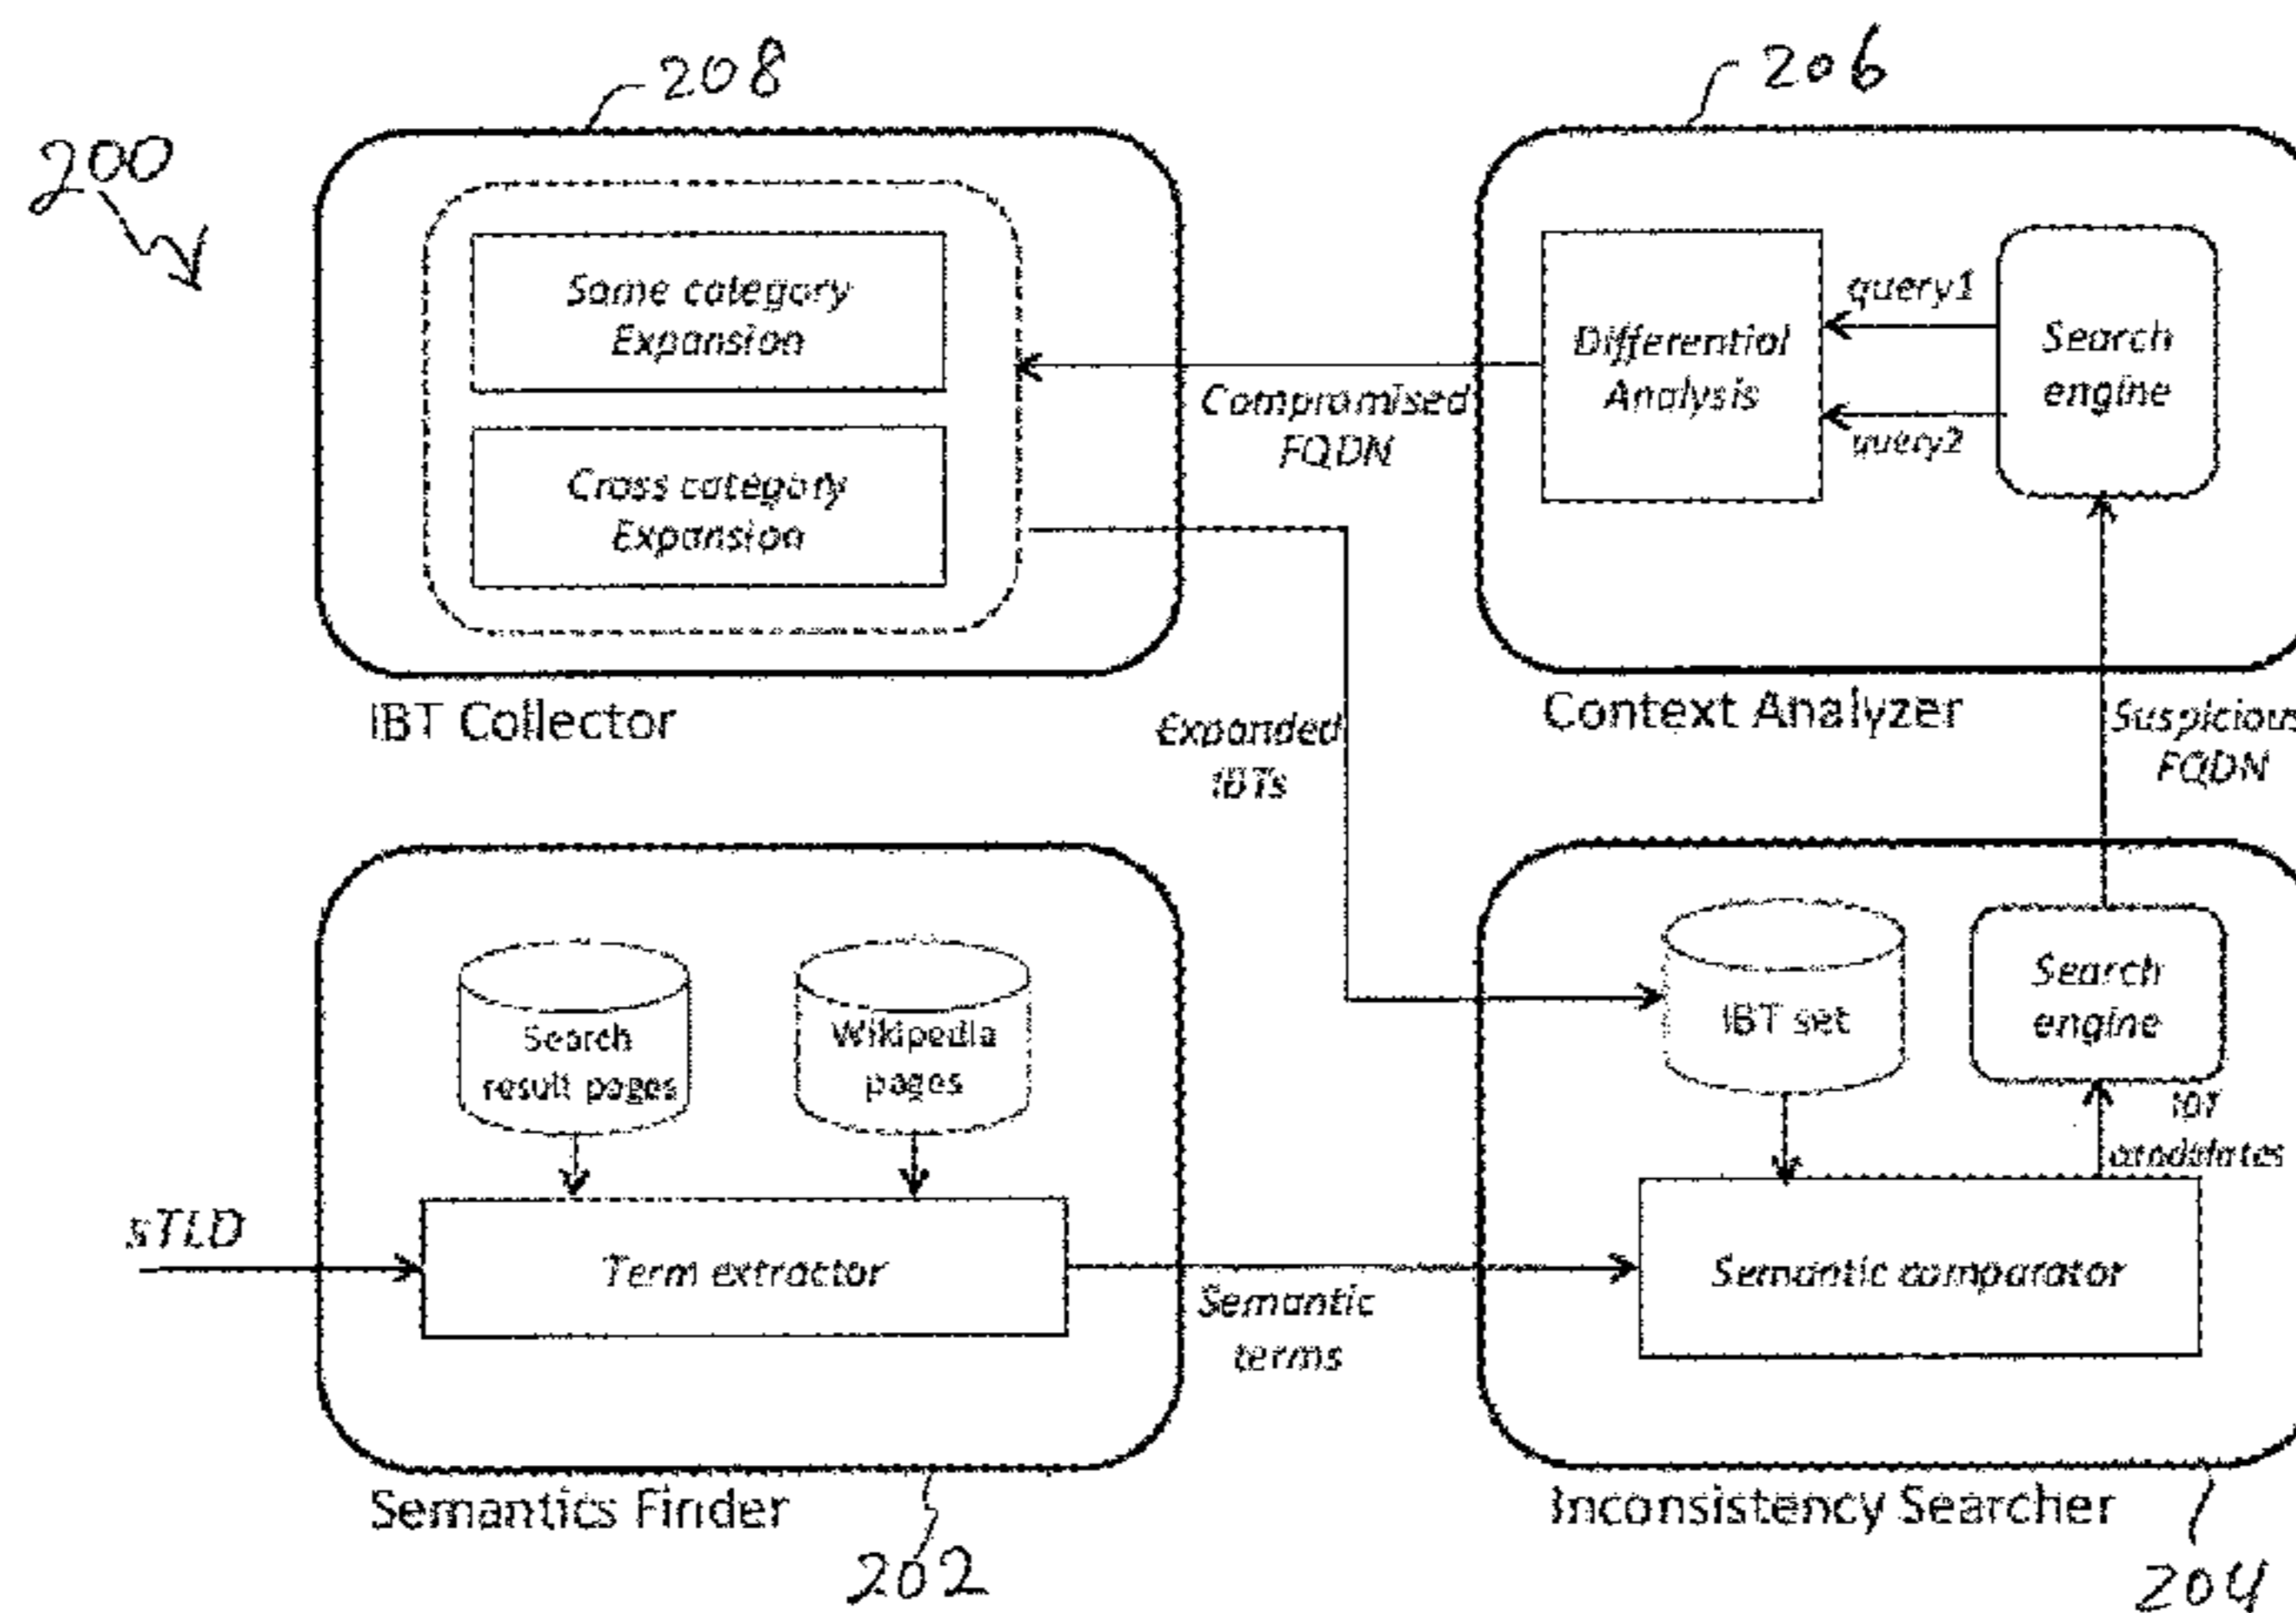 208
206
200
Same category
Expansion
Cross category
Expansion
IBT Collector
Compromised
FQDN
Differential
Analysis
query1
query2
Search
engine
Context Analyzer
Expanded
IBTs
Suspicious
FQDN
Search
result pages
Wikipedia
pages
sTLD
Term extractor
Semantics Finder
202
Semantic
terms
IBT set
Search
engine
IBT
candidates
Semantic comparator
Inconsistency Searcher
204